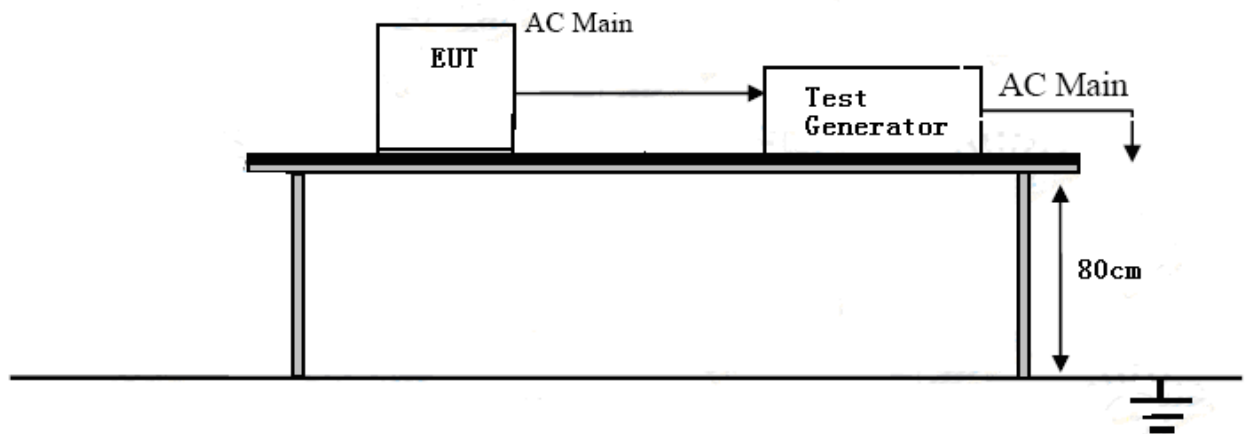 AC Main
EUT
Test
Generator
AC Main
80cm